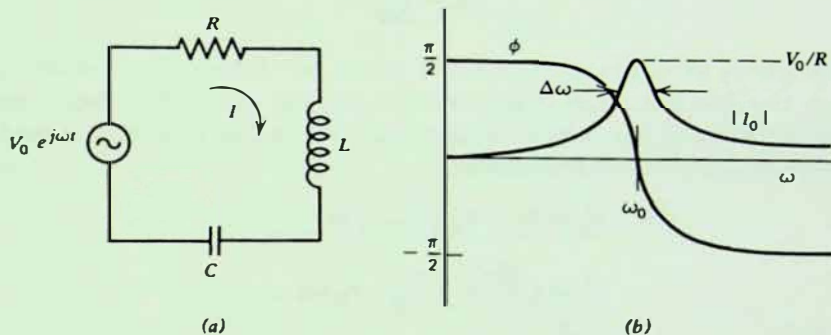 R
I
V₀ e^{jωt}
L
C
(a)
π/2
ϕ
V₀/R
Δω
| I₀ |
ω
ω₀
− π/2
(b)